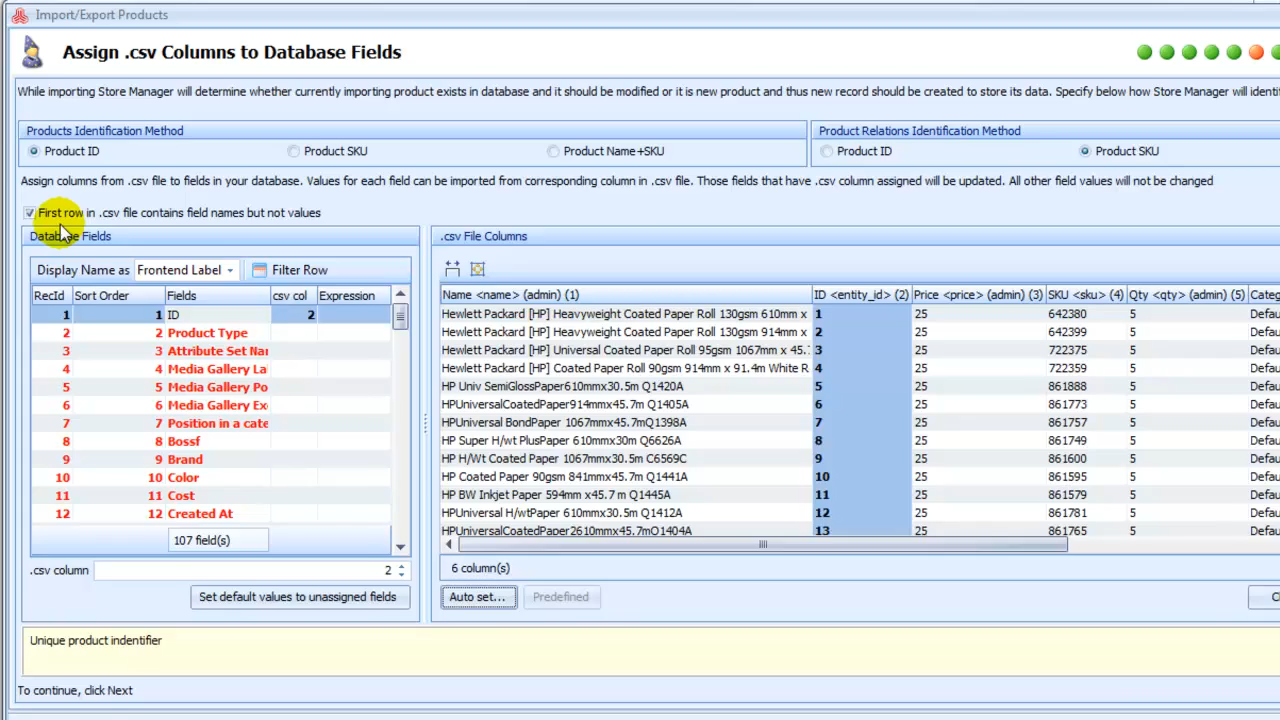 Import/Export Products
Assign .csv Columns to Database Fields
While importing Store Manager will determine whether currently importing product exists in database and it should be modified or it is new product and thus new record should be created to store its data. Specify below how Store Manager will identi
Products Identification Method
Product Relations Identification Method
Product ID
Product SKU
Product Name+SKU
Product ID
Product SKU
Assign columns from .csv file to fields in your database. Values for each field can be imported from corresponding column in .csv file. Those fields that have .csv column assigned will be updated. All other field values will not be changed
First row in .csv file contains field names but not values
Database Fields
.csv File Columns
Display Name as Frontend Label Filter Row
RecId Sort Order Fields csv col Expression
1 1 ID 2
2 2 Product Type
3 3 Attribute Set Nar
4 4 Media Gallery La
5 5 Media Gallery Po
6 6 Media Gallery Ex
7 7 Position in a cate
8 8 Bossf
9 9 Brand
10 10 Color
11 11 Cost
12 12 Created At
107 field(s)
.csv column 2
Set default values to unassigned fields
Name <name> (admin) (1) ID <entity_id> (2) Price <price> (admin) (3) SKU <sku> (4) Qty <qty> (admin) (5) Categ
Hewlett Packard [HP] Heavyweight Coated Paper Roll 130gsm 610mm x 1 25 642380 5 Defau
Hewlett Packard [HP] Heavyweight Coated Paper Roll 130gsm 914mm x 2 25 642399 5 Defau
Hewlett Packard [HP] Universal Coated Paper Roll 95gsm 1067mm x 45. 3 25 722375 5 Defau
Hewlett Packard [HP] Coated Paper Roll 90gsm 914mm x 91.4m White R 4 25 722359 5 Defau
HP Univ SemiGlossPaper610mmx30.5m Q1420A 5 25 861888 5 Defau
HPUniversalCoatedPaper914mmx45.7m Q1405A 6 25 861773 5 Defau
HPUniversal BondPaper 1067mmx45.7mQ1398A 7 25 861757 5 Defau
HP Super H/wt PlusPaper 610mmx30m Q6626A 8 25 861749 5 Defau
HP H/Wt Coated Paper 1067mmx30.5m C6569C 9 25 861600 5 Defau
HP Coated Paper 90gsm 841mmx45.7m Q1441A 10 25 861595 5 Defau
HP BW Inkjet Paper 594mm x45.7 m Q1445A 11 25 861579 5 Defau
HPUniversal H/wtPaper 610mmx30.5m Q1412A 12 25 861781 5 Defau
HPUniversalCoatedPaper2610mmx45.7mQ1404A 13 25 861765 5 Defau
6 column(s)
Auto set... Predefined Cl
Unique product indentifier
To continue, click Next